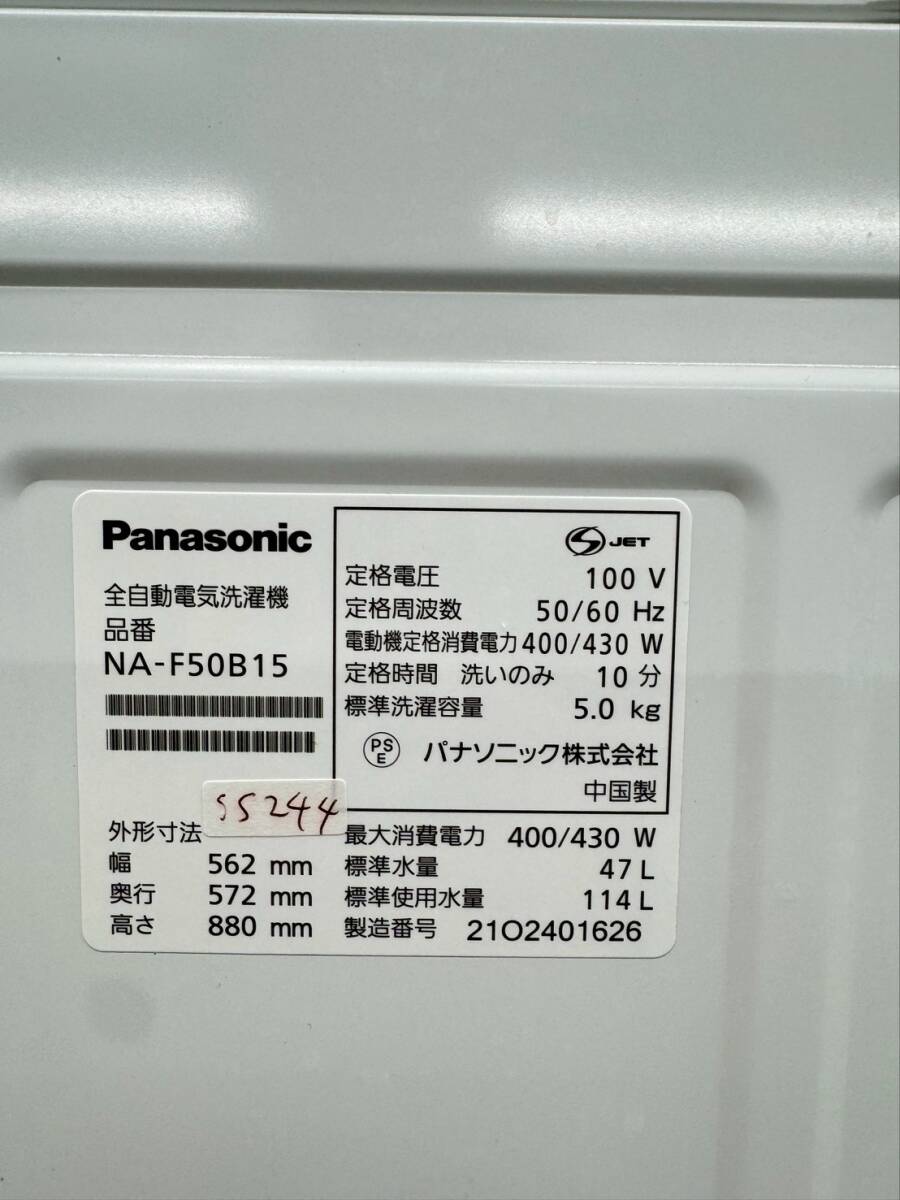 Panasonic
全自動電気洗濯機
品番
NA-F50B15
S JET
定格電圧 100 V
定格周波数 50/60 Hz
電動機定格消費電力 400/430 W
定格時間 洗いのみ 10 分
標準洗濯容量 5.0 kg
PS E パナソニック株式会社
中国製
SS244
外形寸法
幅 562 mm
奥行 572 mm
高さ 880 mm
最大消費電力 400/430 W
標準水量 47 L
標準使用水量 114 L
製造番号 21O2401626